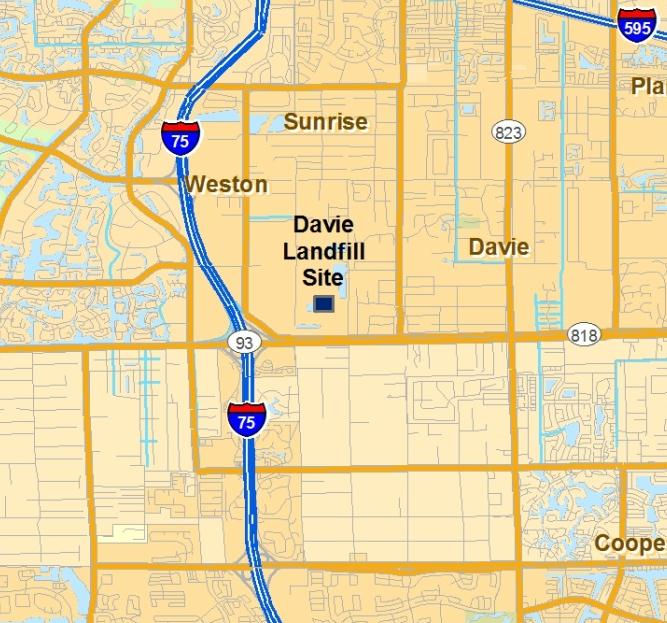 595
Pla
Sunrise
823
75
Weston
Davie
Landfill
Site
Davie
818
93
75
Coope